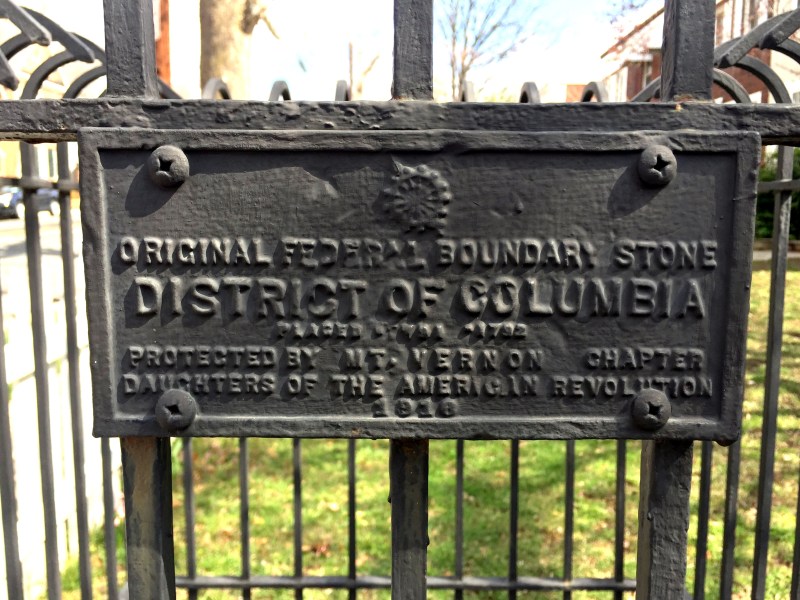 ORIGINAL FEDERAL BOUNDARY STONE
DISTRICT OF COLUMBIA
PLACED 1792
PROTECTED BY MT. VERNON CHAPTER
DAUGHTERS OF THE AMERICAN REVOLUTION
1916